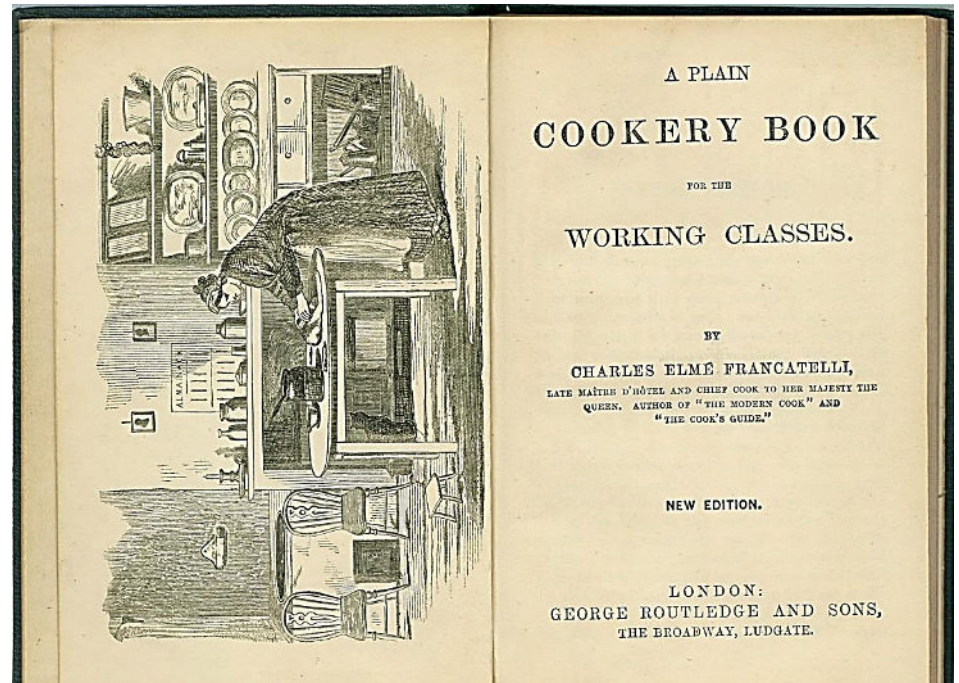 ALMANACK
A PLAIN
COOKERY BOOK
FOR THE
WORKING CLASSES.
BY
CHARLES ELMÉ FRANCATELLI,
LATE MAÎTRE D'HÔTEL AND CHIEF COOK TO HER MAJESTY THE
QUEEN. AUTHOR OF "THE MODERN COOK" AND
"THE COOK'S GUIDE."
NEW EDITION.
LONDON:
GEORGE ROUTLEDGE AND SONS,
THE BROADWAY, LUDGATE.